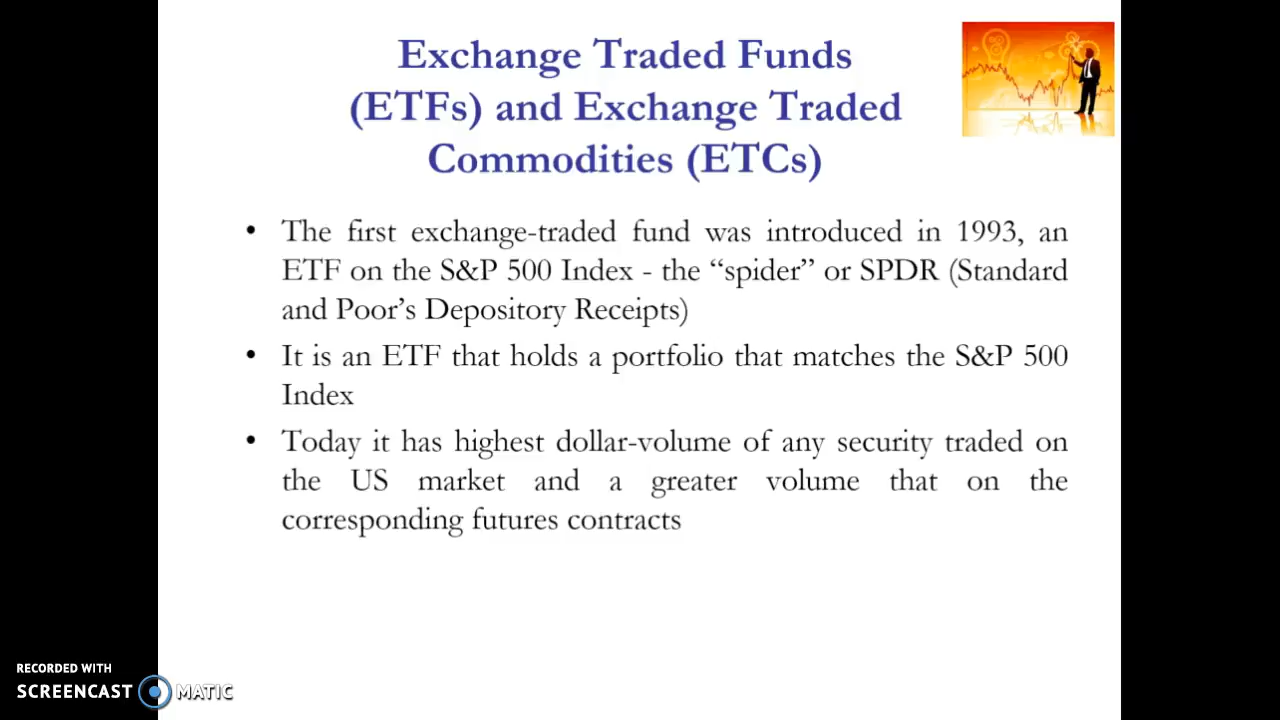 Exchange Traded Funds
(ETFs) and Exchange Traded
Commodities (ETCs)
• The first exchange-traded fund was introduced in 1993, an
ETF on the S&P 500 Index - the “spider” or SPDR (Standard
and Poor’s Depository Receipts)
• It is an ETF that holds a portfolio that matches the S&P 500
Index
• Today it has highest dollar-volume of any security traded on
the US market and a greater volume that on the
corresponding futures contracts
RECORDED WITH
SCREENCAST MATIC